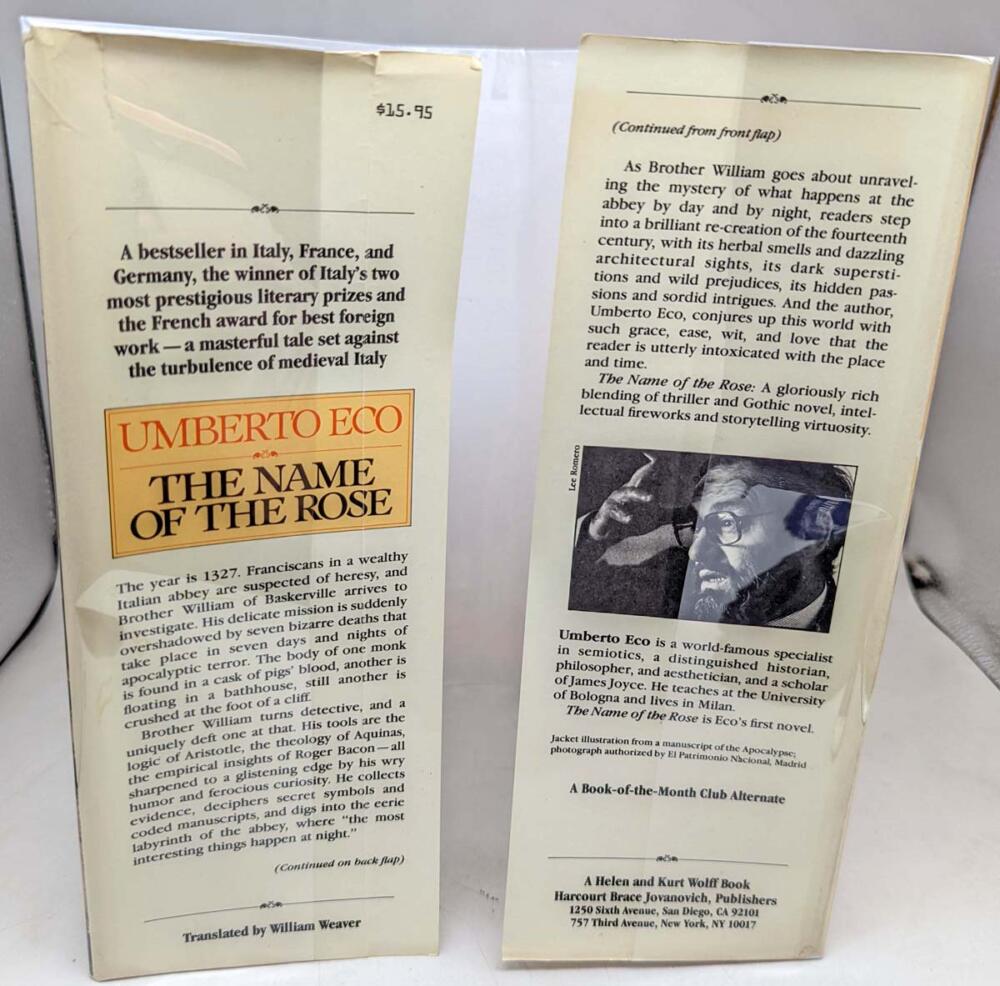 $15.95
A bestseller in Italy, France, and
Germany, the winner of Italy's two
most prestigious literary prizes and
the French award for best foreign
work — a masterful tale set against
the turbulence of medieval Italy
UMBERTO ECO
THE NAME
OF THE ROSE
The year is 1327. Franciscans in a wealthy
Italian abbey are suspected of heresy, and
Brother William of Baskerville arrives to
investigate. His delicate mission is suddenly
overshadowed by seven bizarre deaths that
take place in seven days and nights of
apocalyptic terror. The body of one monk
is found in a cask of pigs' blood, another is
floating in a bathhouse, still another is
crushed at the foot of a cliff.
Brother William turns detective, and a
uniquely deft one at that. His tools are the
logic of Aristotle, the theology of Aquinas,
the empirical insights of Roger Bacon—all
sharpened to a glistening edge by his wry
humor and ferocious curiosity. He collects
evidence, deciphers secret symbols and
coded manuscripts, and digs into the eerie
labyrinth of the abbey, where "the most
interesting things happen at night."
(Continued on back flap)
Translated by William Weaver
(Continued from front flap)
As Brother William goes about unravel-
ing the mystery of what happens at the
abbey by day and by night, readers step
into a brilliant re-creation of the fourteenth
century, with its herbal smells and dazzling
architectural sights, its dark supersti-
tions and wild prejudices, its hidden pas-
sions and sordid intrigues. And the author,
Umberto Eco, conjures up this world with
such grace, ease, wit, and love that the
reader is utterly intoxicated with the place
and time.
The Name of the Rose: A gloriously rich
blending of thriller and Gothic novel, intel-
lectual fireworks and storytelling virtuosity.
Lee Romero
Umberto Eco is a world-famous specialist
in semiotics, a distinguished historian,
philosopher, and aesthetician, and a scholar
of James Joyce. He teaches at the University
of Bologna and lives in Milan.
The Name of the Rose is Eco's first novel.
Jacket illustration from a manuscript of the Apocalypse;
photograph authorized by El Patrimonio Nacional, Madrid
A Book-of-the-Month Club Alternate
A Helen and Kurt Wolff Book
Harcourt Brace Jovanovich, Publishers
1250 Sixth Avenue, San Diego, CA 92101
757 Third Avenue, New York, NY 10017